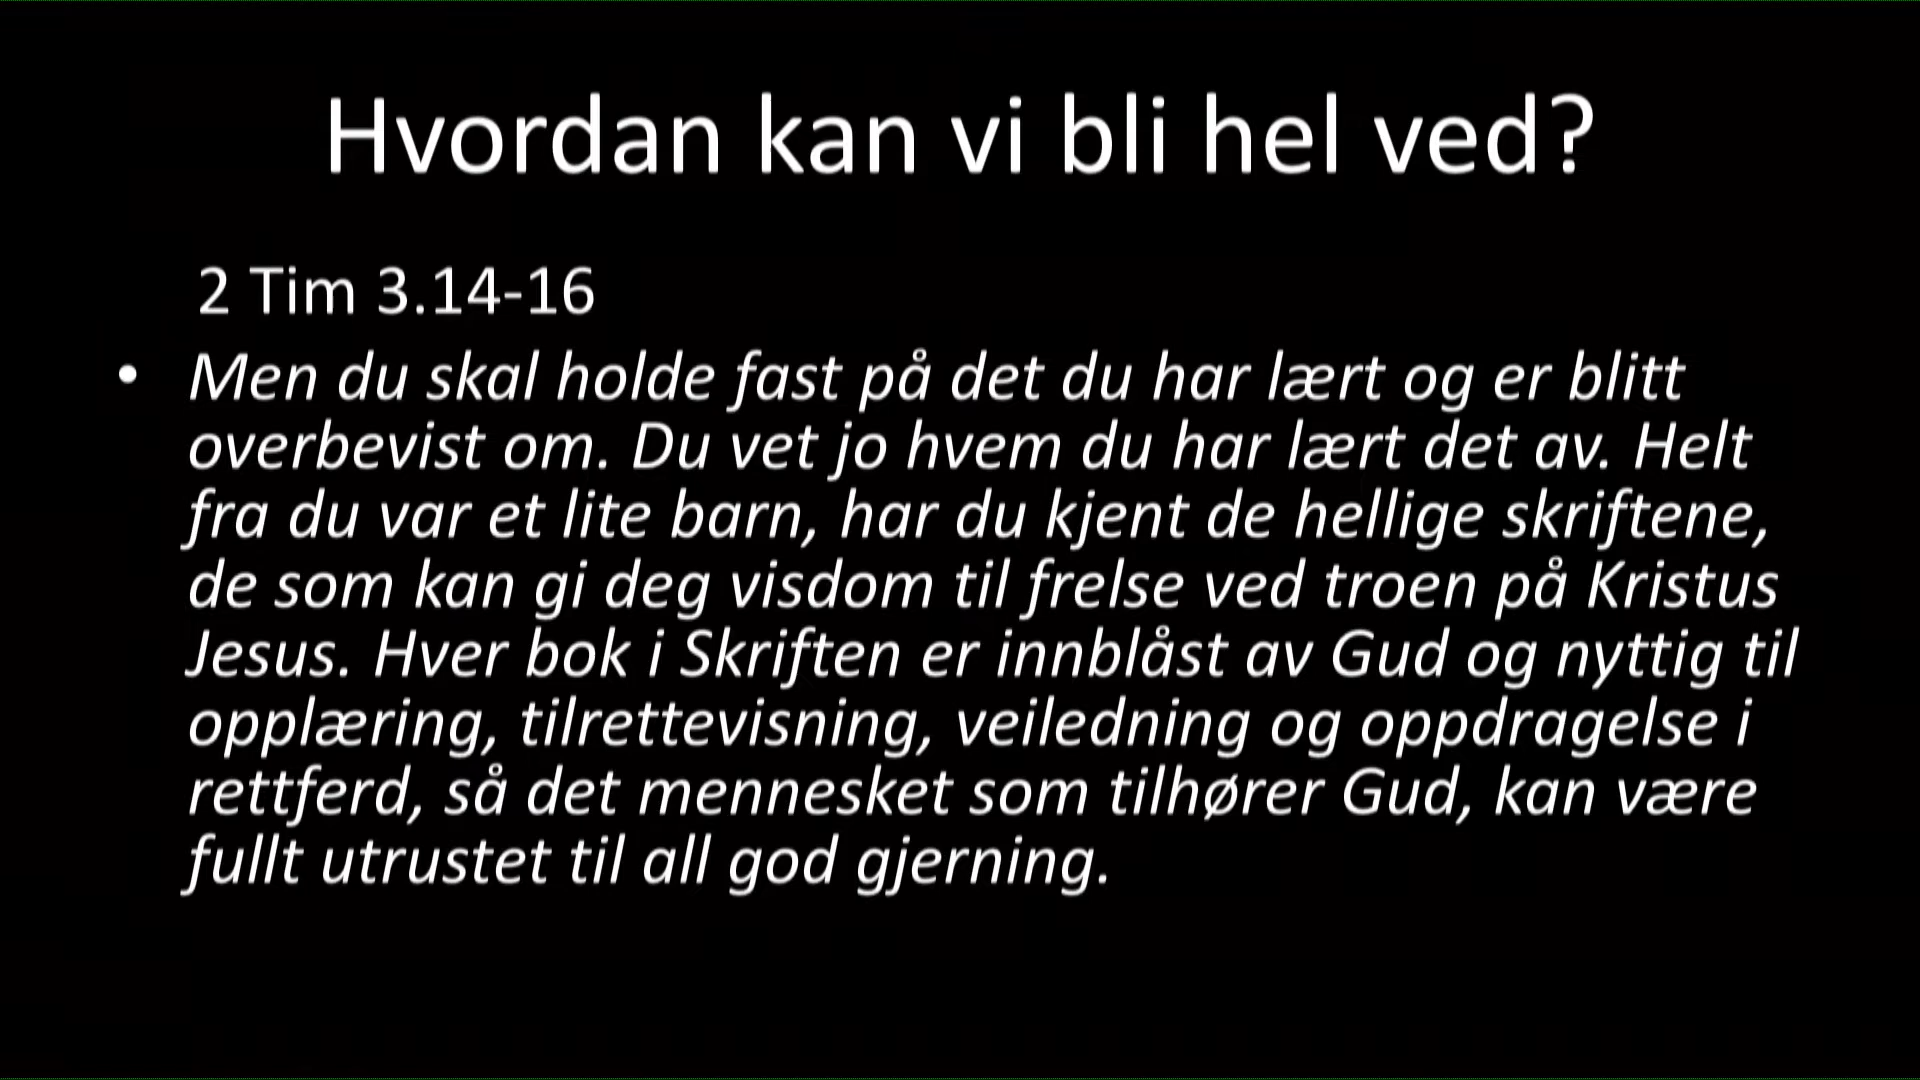 Hvordan kan vi bli hel ved?
2 Tim 3.14-16
• Men du skal holde fast på det du har lært og er blitt
overbevist om. Du vet jo hvem du har lært det av. Helt
fra du var et lite barn, har du kjent de hellige skriftene,
de som kan gi deg visdom til frelse ved troen på Kristus
Jesus. Hver bok i Skriften er innblåst av Gud og nyttig til
opplæring, tilrettevisning, veiledning og oppdragelse i
rettferd, så det mennesket som tilhører Gud, kan være
fullt utrustet til all god gjerning.